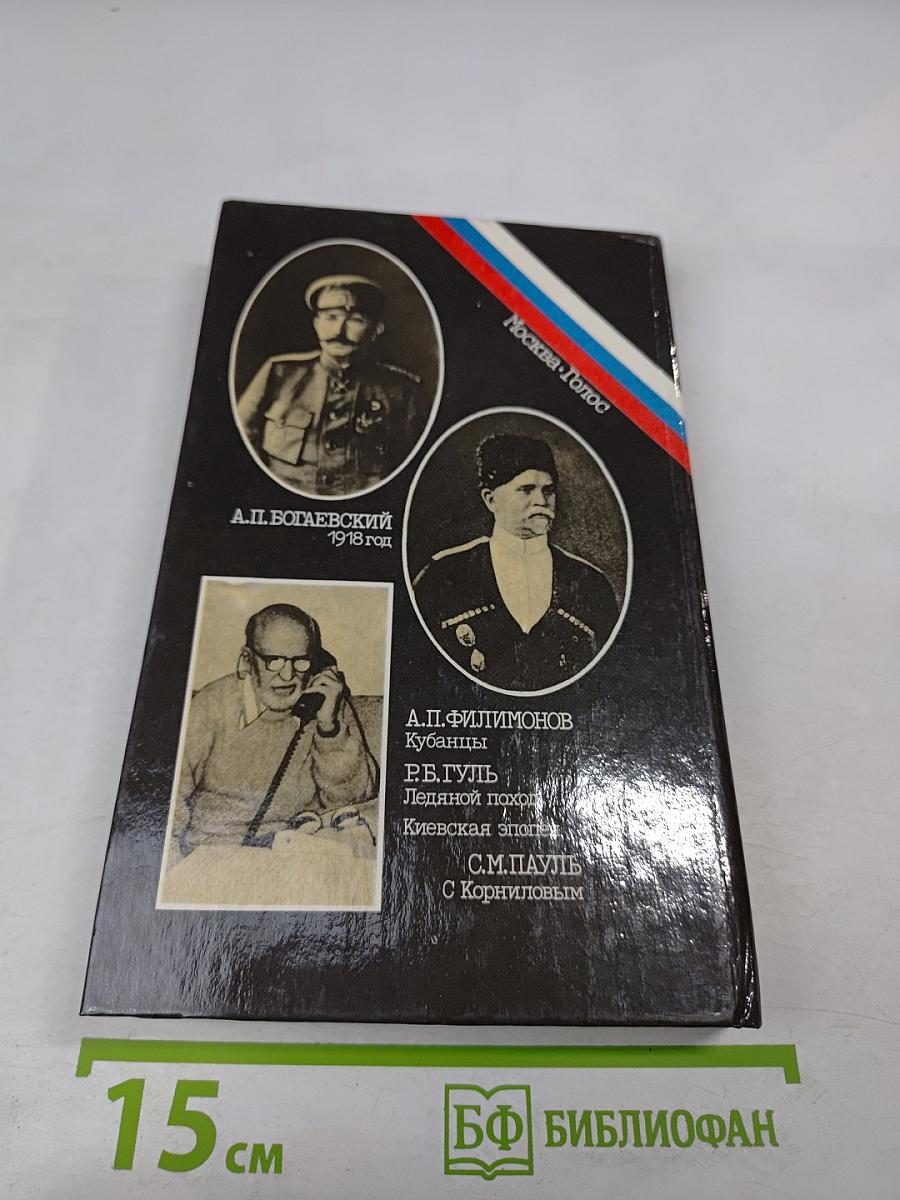 Москва·Голос
А.П.БОГАЕВСКИЙ
1918 год
А.П.ФИЛИМОНОВ
Кубанцы
Р.Б.ГУЛЬ
Ледяной поход
Киевская эпопея
С.М.ПАУЛЬ
С Корниловым
15 см
БФ БИБЛИОФАН